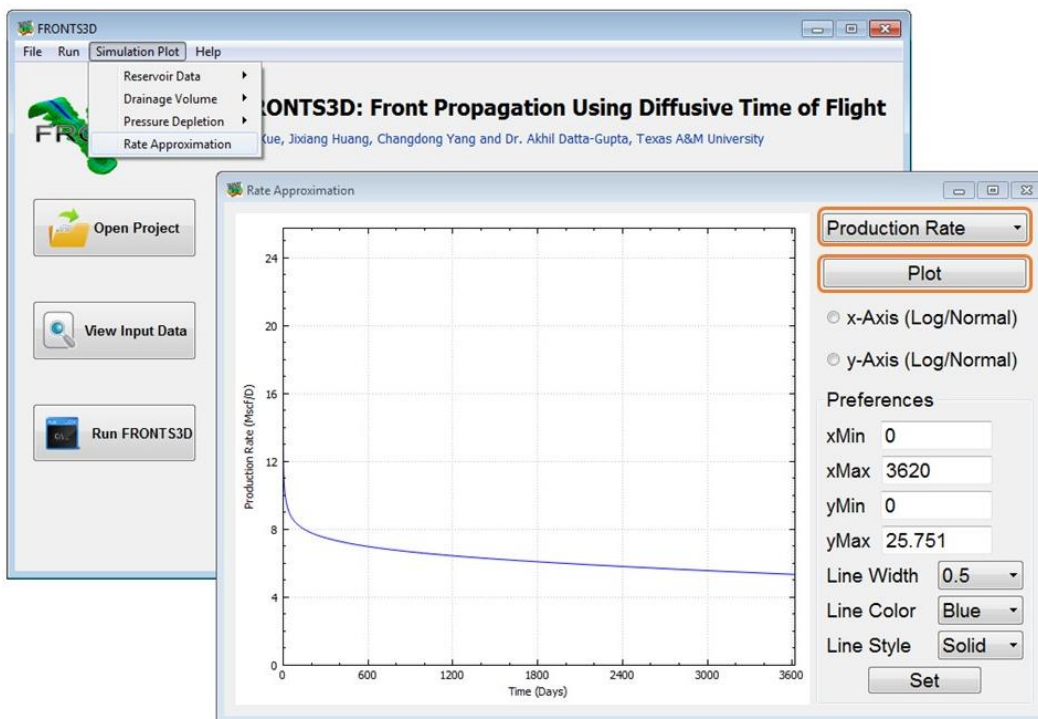 FRONTS3D
File Run Simulation Plot Help
Reservoir Data
Drainage Volume
Pressure Depletion
Rate Approximation
FR
RONTS3D: Front Propagation Using Diffusive Time of Flight
Xue, Jixiang Huang, Changdong Yang and Dr. Akhil Datta-Gupta, Texas A&M University
Open Project
View Input Data
Run FRONTS3D
Rate Approximation
24
20
16
12
8
4
0
Production Rate (Mscf/D)
0 600 1200 1800 2400 3000 3600
Time (Days)
Production Rate
Plot
x-Axis (Log/Normal)
y-Axis (Log/Normal)
Preferences
xMin 0
xMax 3620
yMin 0
yMax 25.751
Line Width 0.5
Line Color Blue
Line Style Solid
Set